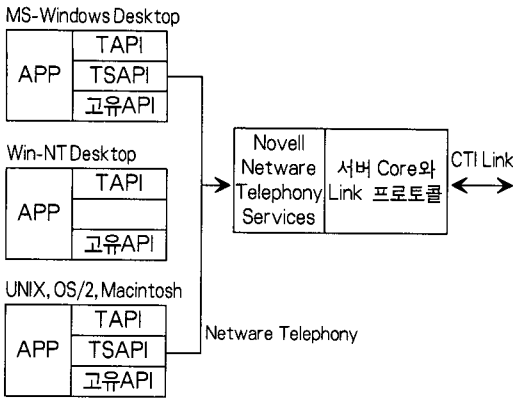 MS-Windows Desktop
APP
TAPI
TSAPI
고유API
Win-NT Desktop
APP
TAPI
고유API
UNIX, OS/2, Macintosh
APP
TAPI
TSAPI
고유API
Netware Telephony
Novell
Netware
Telephony
Services
서버 Core와
Link 프로토콜
CTI Link